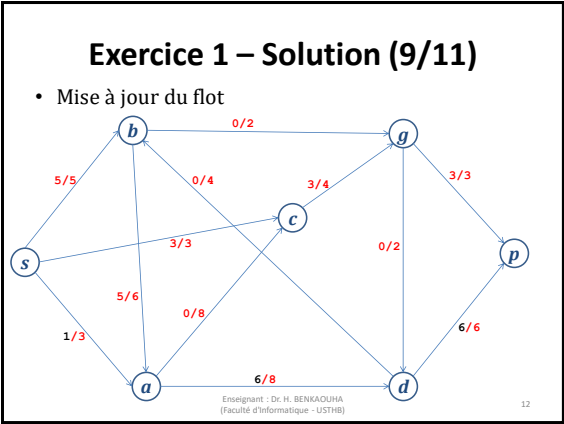 Exercice 1 – Solution (9/11)
• Mise à jour du flot
b
0/2
g
5/5
0/4
3/4
3/3
c
3/3
0/2
s
p
5/6
0/8
1/3
6/6
a
6/8
d
Enseignant : Dr. H. BENKAOUHA
(Faculté d'Informatique - USTHB)
12